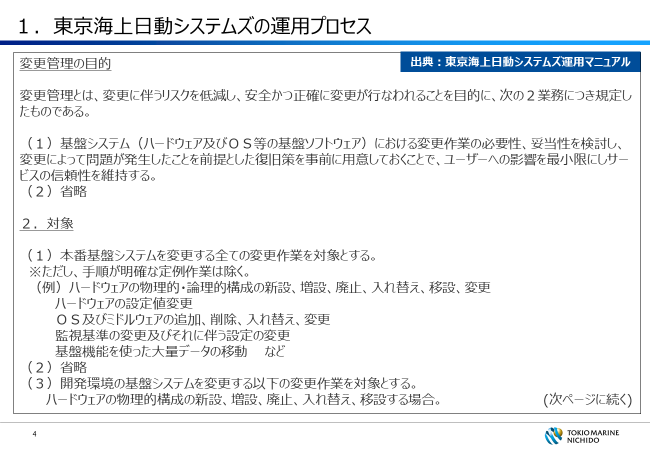 １．東京海上日動システムズの運用プロセス
変更管理の目的
出典：東京海上日動システムズ運用マニュアル
変更管理とは、変更に伴うリスクを低減し、安全かつ正確に変更が行なわれることを目的に、次の２業務につき規定し
たものである。
（１）基盤システム（ハードウェア及びＯＳ等の基盤ソフトウェア）における変更作業の必要性、妥当性を検討し、
変更によって問題が発生したことを前提とした復旧策を事前に用意しておくことで、ユーザーへの影響を最小限にしサー
ビスの信頼性を維持する。
（２）省略
２．対象
（１）本番基盤システムを変更する全ての変更作業を対象とする。
※ただし、手順が明確な定例作業は除く。
（例）ハードウェアの物理的・論理的構成の新設、増設、廃止、入れ替え、移設、変更
ハードウェアの設定値変更
ＯＳ及びミドルウェアの追加、削除、入れ替え、変更
監視基準の変更及びそれに伴う設定の変更
基盤機能を使った大量データの移動　など
（２）省略
（３）開発環境の基盤システムを変更する以下の変更作業を対象とする。
ハードウェアの物理的構成の新設、増設、廃止、入れ替え、移設する場合。
(次ページに続く)
4
TOKIO MARINE
NICHIDO